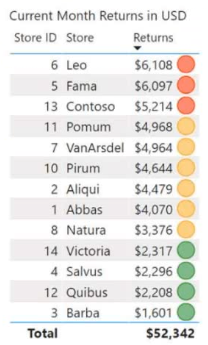 Current Month Returns in USD
Store ID Store Returns
6 Leo $6,108
5 Fama $6,097
13 Contoso $5,214
11 Pomum $4,968
7 VanArsdel $4,964
10 Pirum $4,644
2 Aliqui $4,479
1 Abbas $4,070
8 Natura $3,376
14 Victoria $2,317
4 Salvus $2,296
12 Quibus $2,208
3 Barba $1,601
Total $52,342